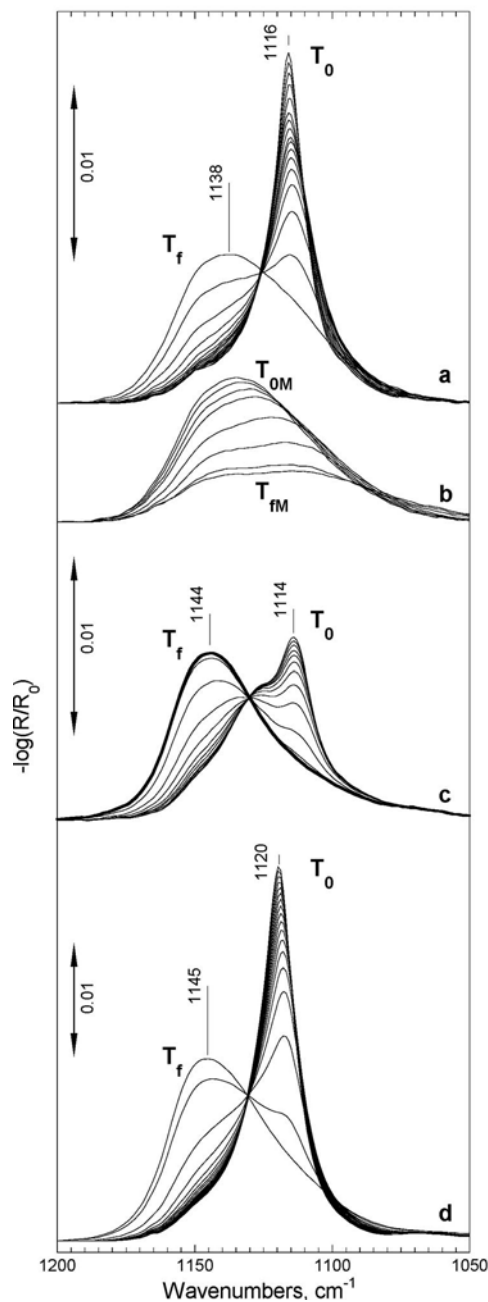 1116
T0
0.01
1138
Tf
a
T0M
TfM
b
0.01
1144
1114
Tf
T0
c
-log(R/R0)
1120
T0
0.01
1145
Tf
d
1200 1150 1100 1050
Wavenumbers, cm-1